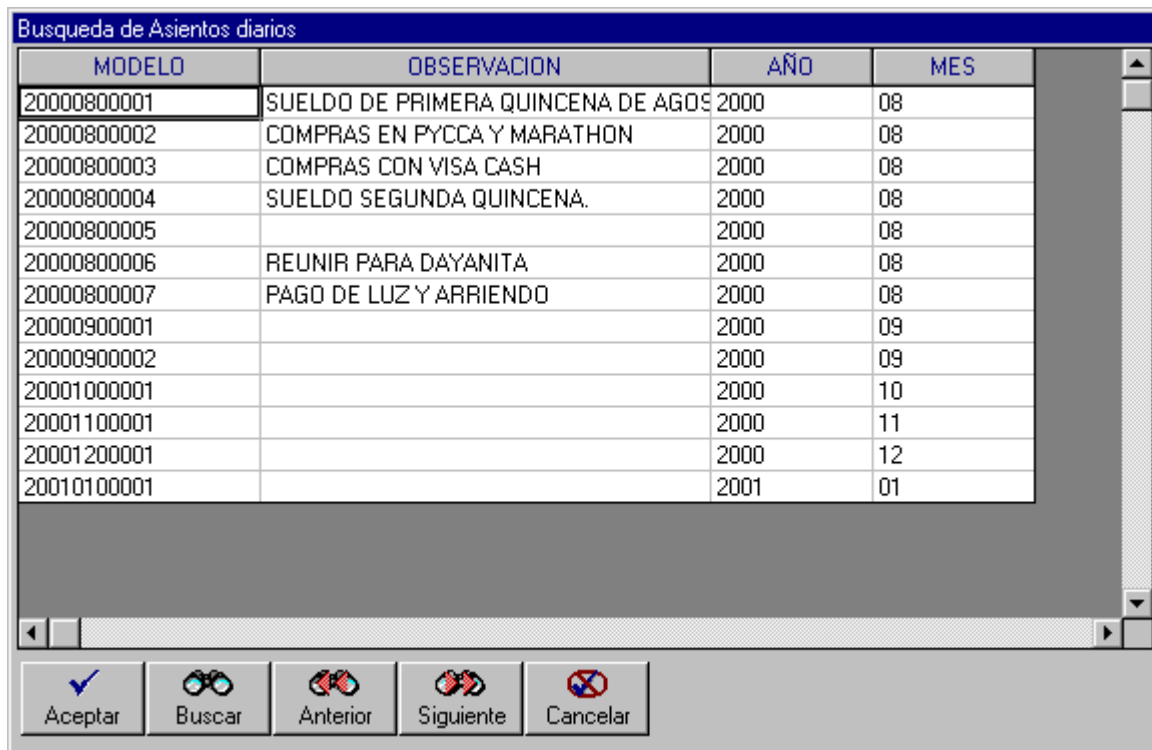 Busqueda de Asientos diarios
MODELO OBSERVACION AÑO MES
20000800001 SUELDO DE PRIMERA QUINCENA DE AGOS 2000 08
20000800002 COMPRAS EN PYCCA Y MARATHON 2000 08
20000800003 COMPRAS CON VISA CASH 2000 08
20000800004 SUELDO SEGUNDA QUINCENA. 2000 08
20000800005 2000 08
20000800006 REUNIR PARA DAYANITA 2000 08
20000800007 PAGO DE LUZ Y ARRIENDO 2000 08
20000900001 2000 09
20000900002 2000 09
20001000001 2000 10
20001100001 2000 11
20001200001 2000 12
20010100001 2001 01
Aceptar Buscar Anterior Siguiente Cancelar